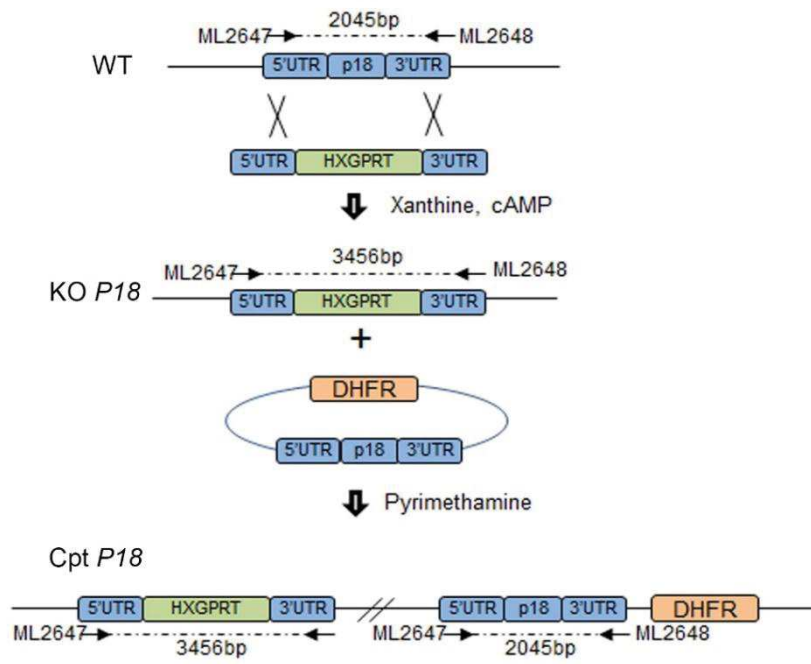 2045bp
ML2647 ML2648
WT 5'UTR p18 3'UTR
5'UTR HXGPRT 3'UTR
Xanthine, cAMP
3456bp
ML2647 ML2648
KO P18 5'UTR HXGPRT 3'UTR
+
DHFR
5'UTR p18 3'UTR
Pyrimethamine
Cpt P18
5'UTR HXGPRT 3'UTR // 5'UTR p18 3'UTR DHFR
ML2647 ML2647 ML2648
3456bp 2045bp